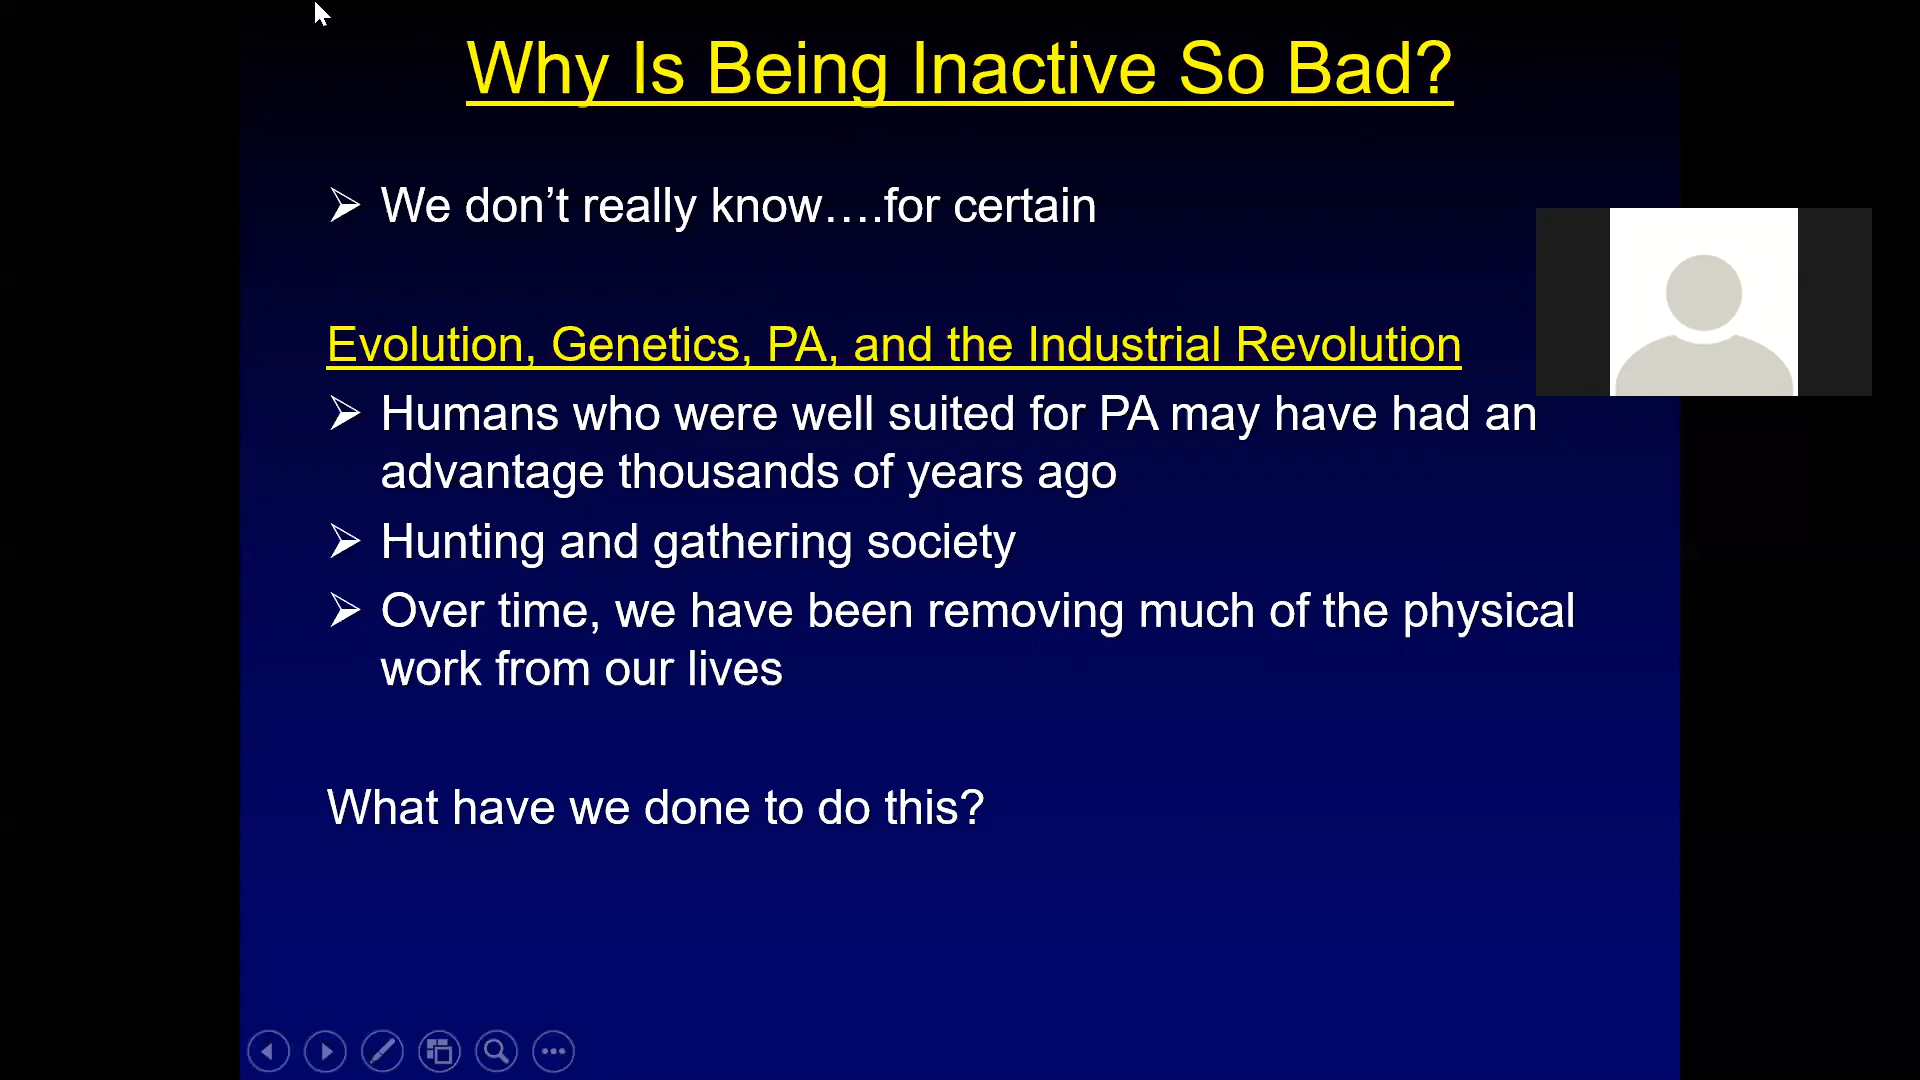 Why Is Being Inactive So Bad?
We don’t really know….for certain
Evolution, Genetics, PA, and the Industrial Revolution
Humans who were well suited for PA may have had an
advantage thousands of years ago
Hunting and gathering society
Over time, we have been removing much of the physical
work from our lives
What have we done to do this?